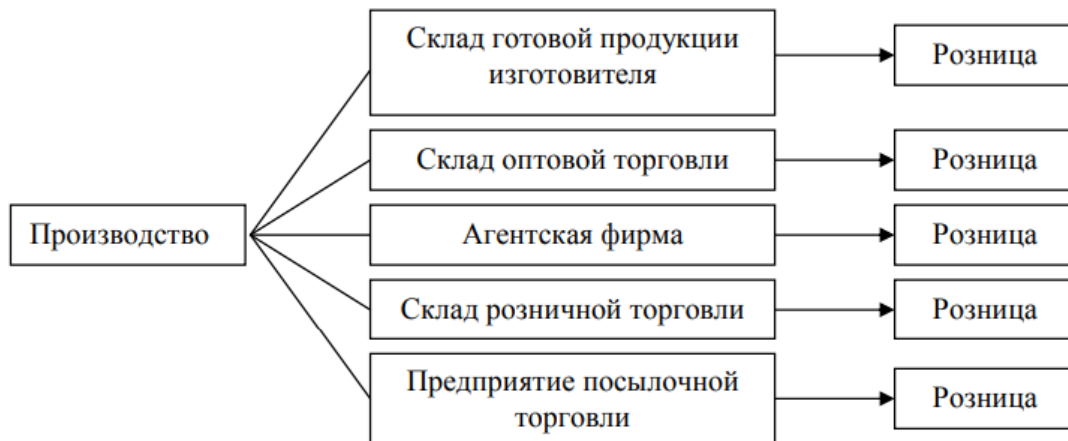 Склад готовой продукции
изготовителя
Розница
Склад оптовой торговли
Розница
Производство
Агентская фирма
Розница
Склад розничной торговли
Розница
Предприятие посылочной
торговли
Розница